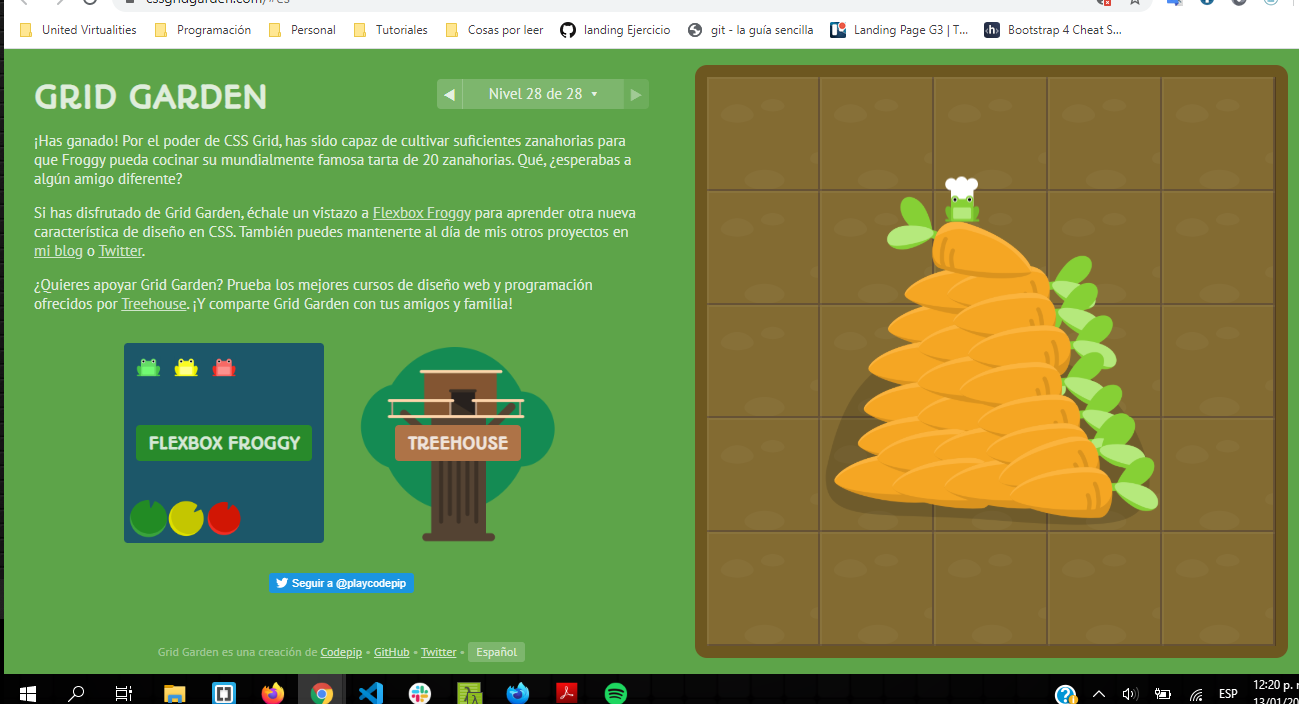 cssgridgarden.com/#es
United Virtualities
Programación
Personal
Tutoriales
Cosas por leer
landing Ejercicio
git - la guía sencilla
Landing Page G3 | T...
Bootstrap 4 Cheat S...
GRID GARDEN
Nivel 28 de 28
¡Has ganado! Por el poder de CSS Grid, has sido capaz de cultivar suficientes zanahorias para
que Froggy pueda cocinar su mundialmente famosa tarta de 20 zanahorias. Qué, ¿esperabas a
algún amigo diferente?
Si has disfrutado de Grid Garden, échale un vistazo a Flexbox Froggy para aprender otra nueva
característica de diseño en CSS. También puedes mantenerte al día de mis otros proyectos en
mi blog o Twitter.
¿Quieres apoyar Grid Garden? Prueba los mejores cursos de diseño web y programación
ofrecidos por Treehouse. ¡Y comparte Grid Garden con tus amigos y familia!
FLEXBOX FROGGY
TREEHOUSE
Seguir a @playcodepip
Grid Garden es una creación de Codepip • GitHub • Twitter • Español
ESP
12:20 p.
13/01/20